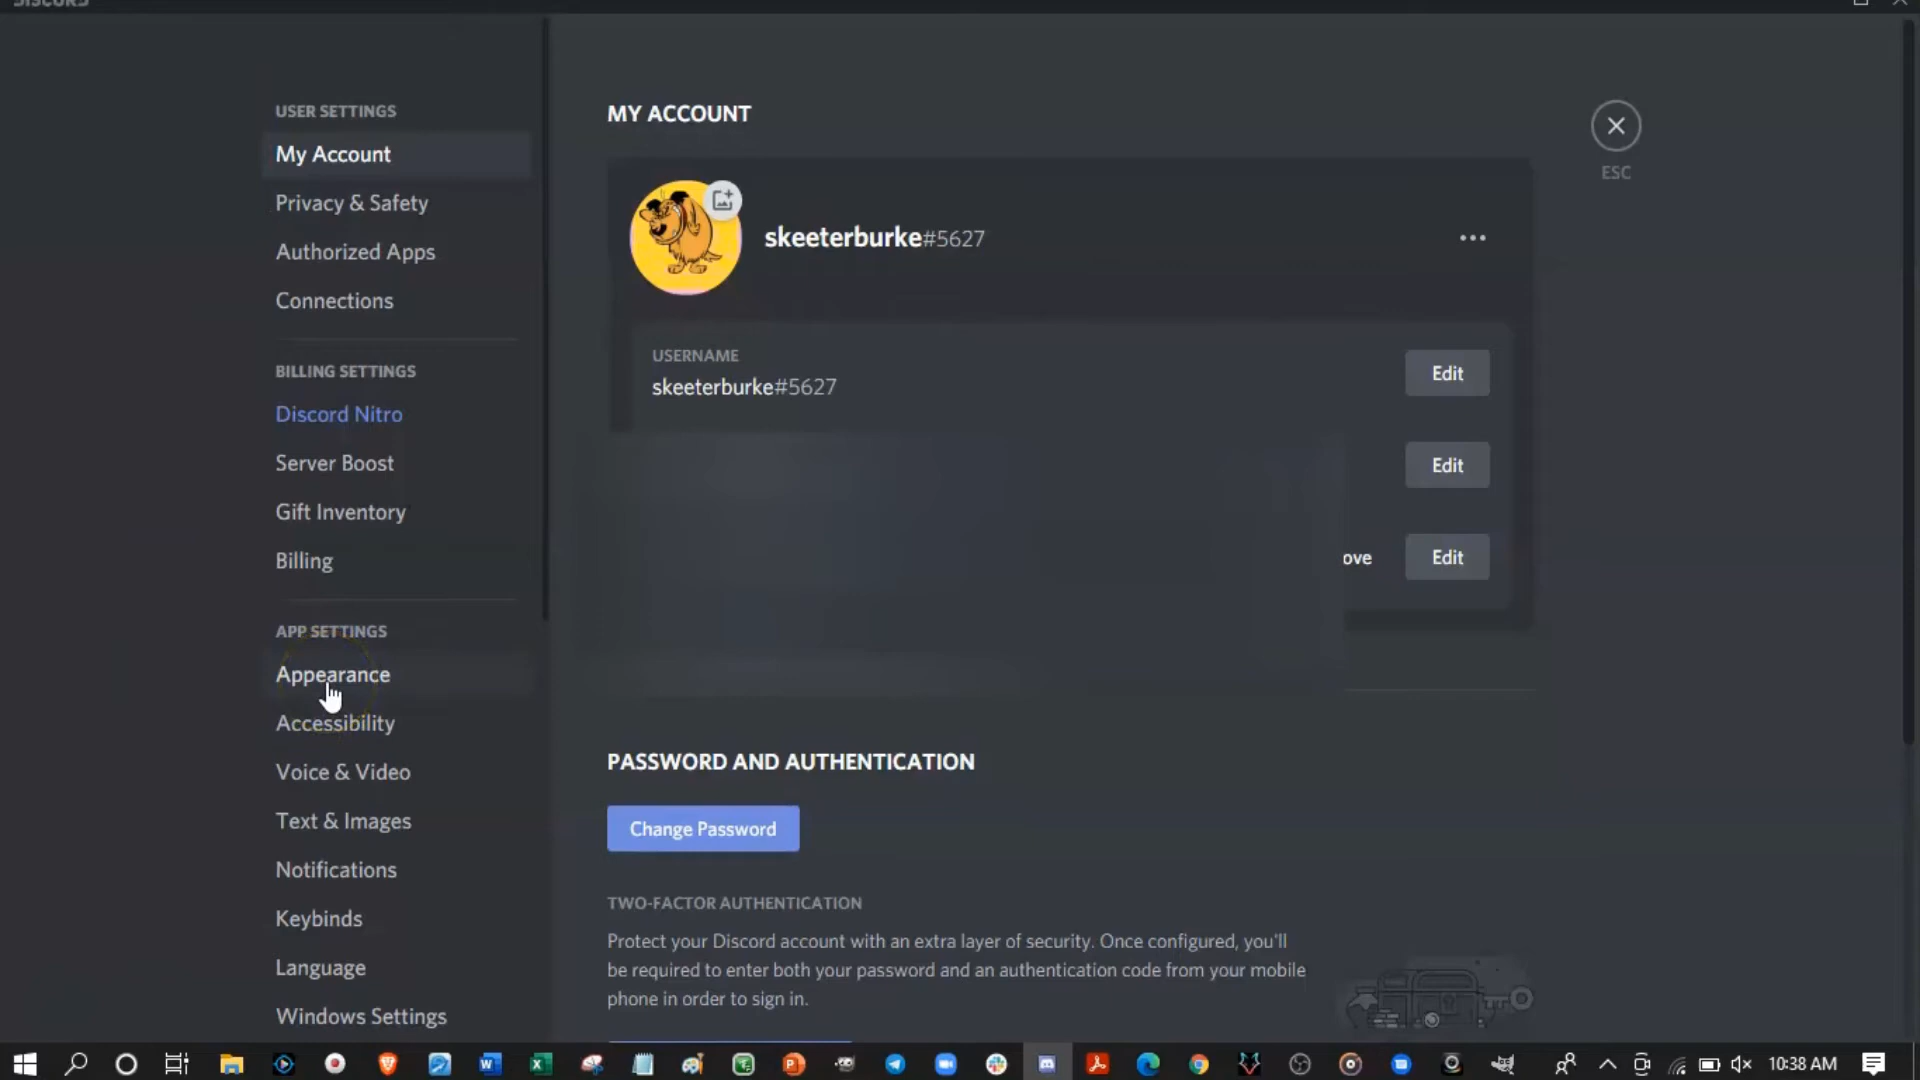 DISCORD
USER SETTINGS
My Account
Privacy & Safety
Authorized Apps
Connections
BILLING SETTINGS
Discord Nitro
Server Boost
Gift Inventory
Billing
APP SETTINGS
Appearance
Accessibility
Voice & Video
Text & Images
Notifications
Keybinds
Language
Windows Settings
MY ACCOUNT
ESC
skeeterburke#5627
USERNAME
skeeterburke#5627
Edit
Edit
ove
Edit
PASSWORD AND AUTHENTICATION
Change Password
TWO-FACTOR AUTHENTICATION
Protect your Discord account with an extra layer of security. Once configured, you'll
be required to enter both your password and an authentication code from your mobile
phone in order to sign in.
10:38 AM